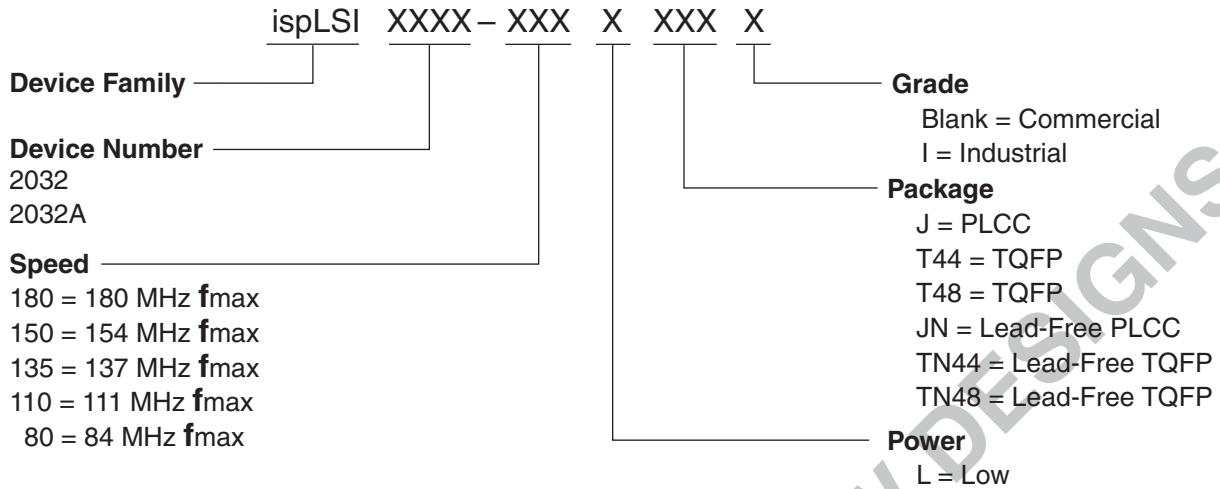 ispLSI XXXX – XXX X XXX X
Device Family
Device Number
2032
2032A
Speed
180 = 180 MHz fmax
150 = 154 MHz fmax
135 = 137 MHz fmax
110 = 111 MHz fmax
80 = 84 MHz fmax
Grade
Blank = Commercial
I = Industrial
Package
J = PLCC
T44 = TQFP
T48 = TQFP
JN = Lead-Free PLCC
TN44 = Lead-Free TQFP
TN48 = Lead-Free TQFP
Power
L = Low
DESIGNS